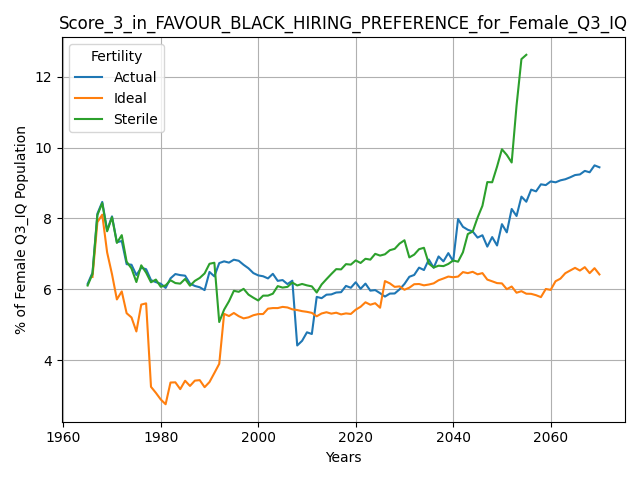 Score_3_in_FAVOUR_BLACK_HIRING_PREFERENCE_for_Female_Q3_IQ
Fertility
Actual
Ideal
Sterile
% of Female Q3_IQ Population
12
10
8
6
4
1960
1980
2000
2020
2040
2060
Years